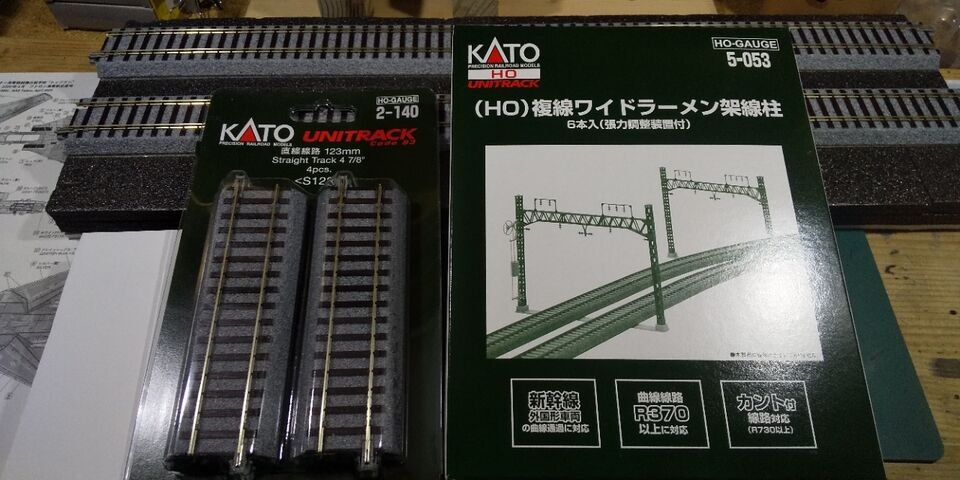 HO-GAUGE
2-140
KATO
PRECISION RAILROAD MODELS
UNITRACK
Code 83
直線線路 123mm
Straight Track 4 7/8"
4pcs.
<S123
KATO
PRECISION RAILROAD MODELS
HO
UNITRACK
HO-GAUGE
5-053
(HO)複線ワイドラーメン架線柱
6本入(張力調整装置付)
新幹線
外国形車両
の曲線通過に対応
曲線線路
R370
以上に対応
カント付
線路対応
(R730以上)